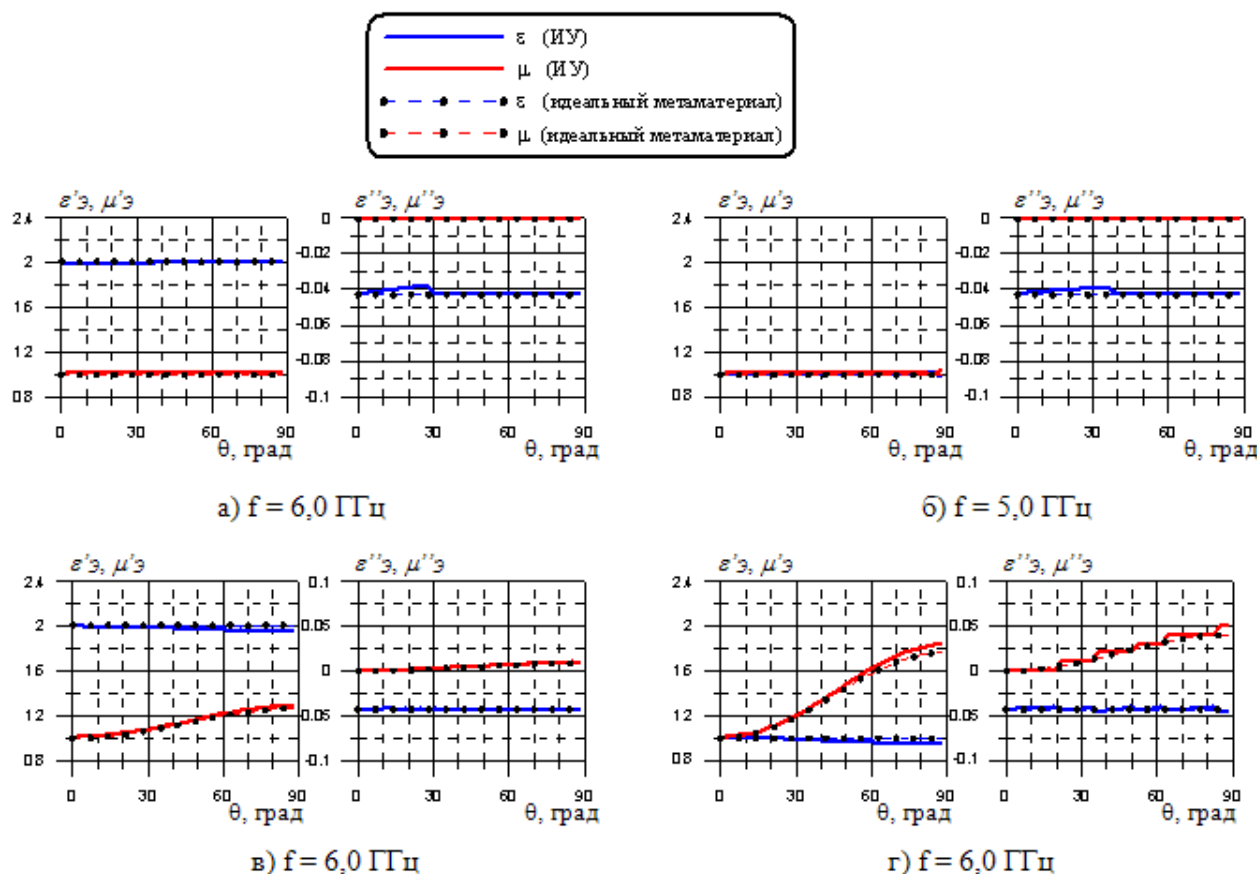 ε (ИУ)
μ (ИУ)
ε (идеальный метаматериал)
μ (идеальный метаматериал)
ε’э, μ’э
2.4
2
1.6
1.2
0.8
0 30 60 90
θ, град
ε’’э, μ’’э
0
-0.02
-0.04
-0.06
-0.08
-0.1
0 30 60 90
θ, град
а) f = 6,0 ГГц
ε’э, μ’э
2.4
2
1.6
1.2
0.8
0 30 60 90
θ, град
ε’’э, μ’’э
0
-0.02
-0.04
-0.06
-0.08
-0.1
0 30 60 90
θ, град
б) f = 5,0 ГГц
ε’э, μ’э
2.4
2
1.6
1.2
0.8
0 30 60 90
θ, град
ε’’э, μ’’э
0.1
0.05
0
0.05
-0.1
0 30 60 90
θ, град
в) f = 6,0 ГГц
ε’э, μ’э
2.4
2
1.6
1.2
0.8
0 30 60 90
θ, град
ε’’э, μ’’э
0.1
0.05
0
0.05
-0.1
0 30 60 90
θ, град
г) f = 6,0 ГГц